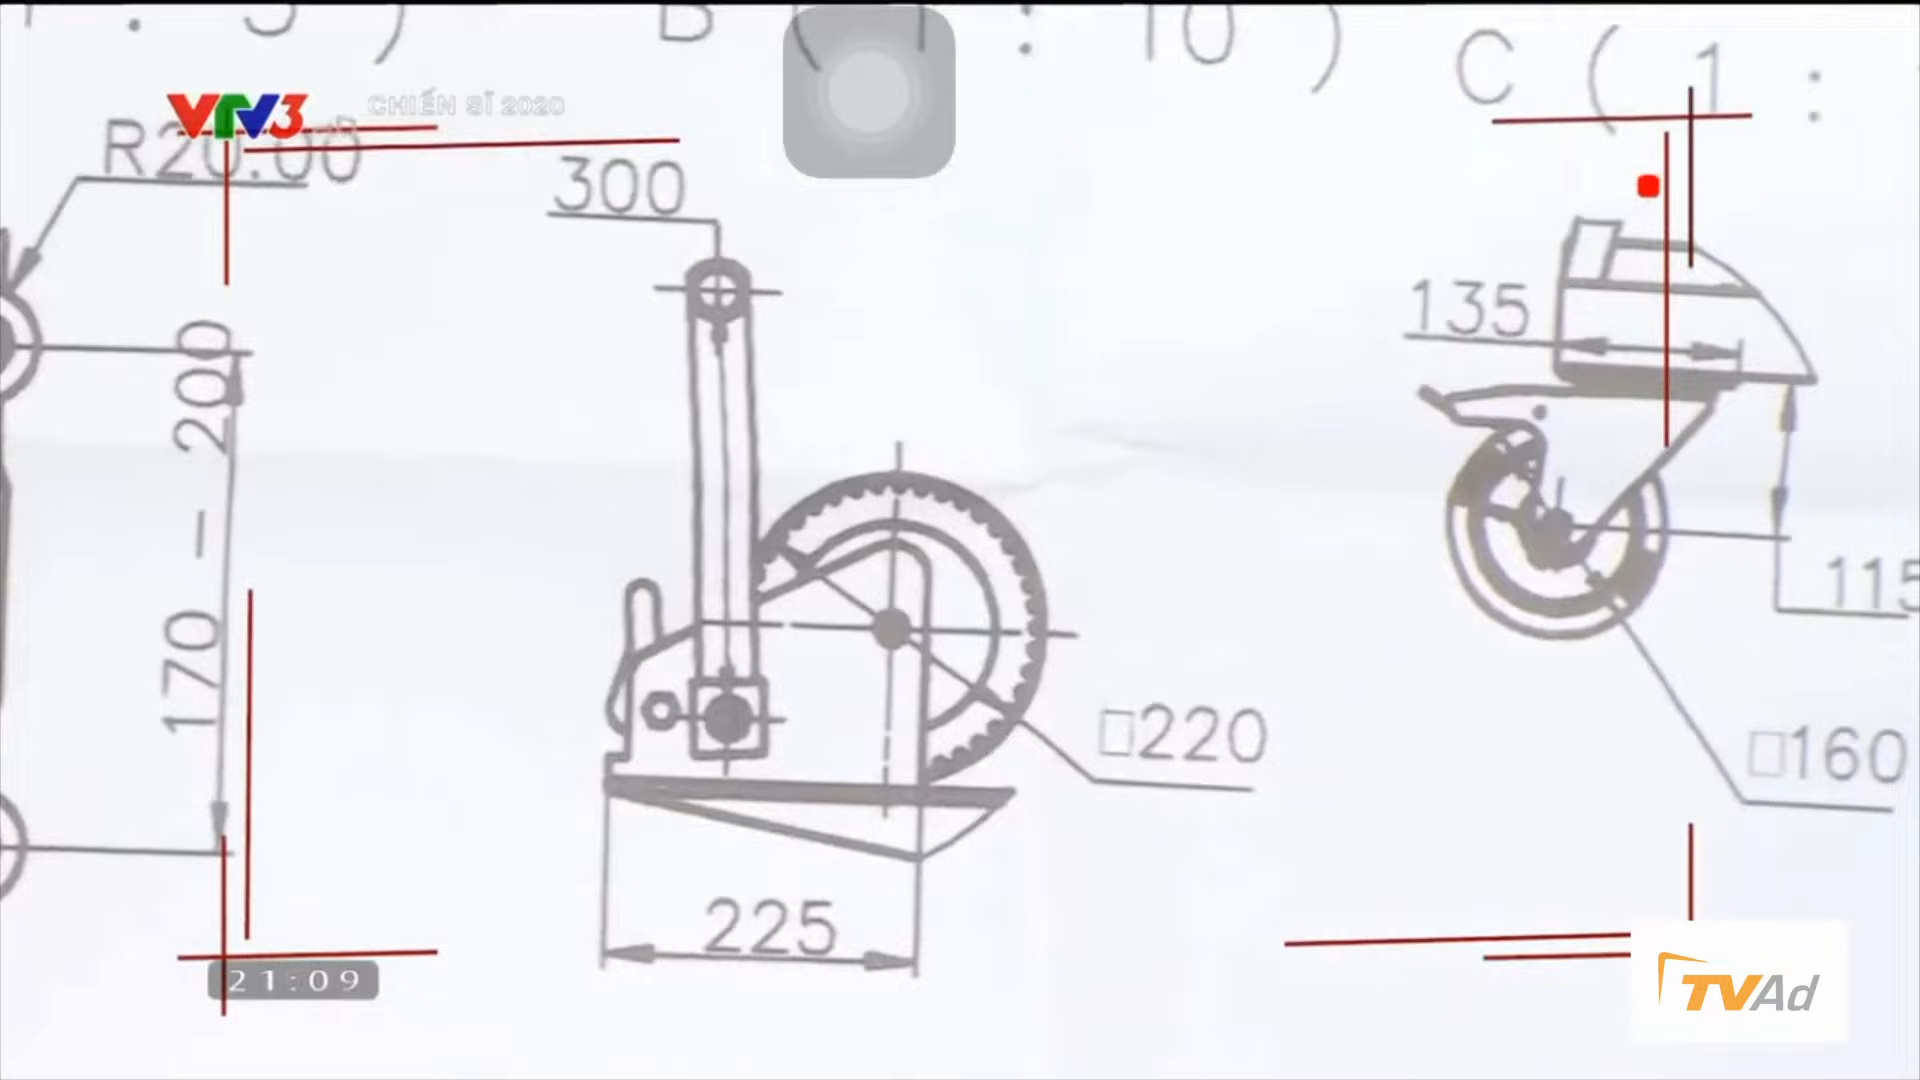 B ( 1 : 10 )
C ( 1 :
VTV3
CHIẾN SĨ 2020
R20.00
300
135
170 - 200
115
□220
□160
225
21:09
TVAd